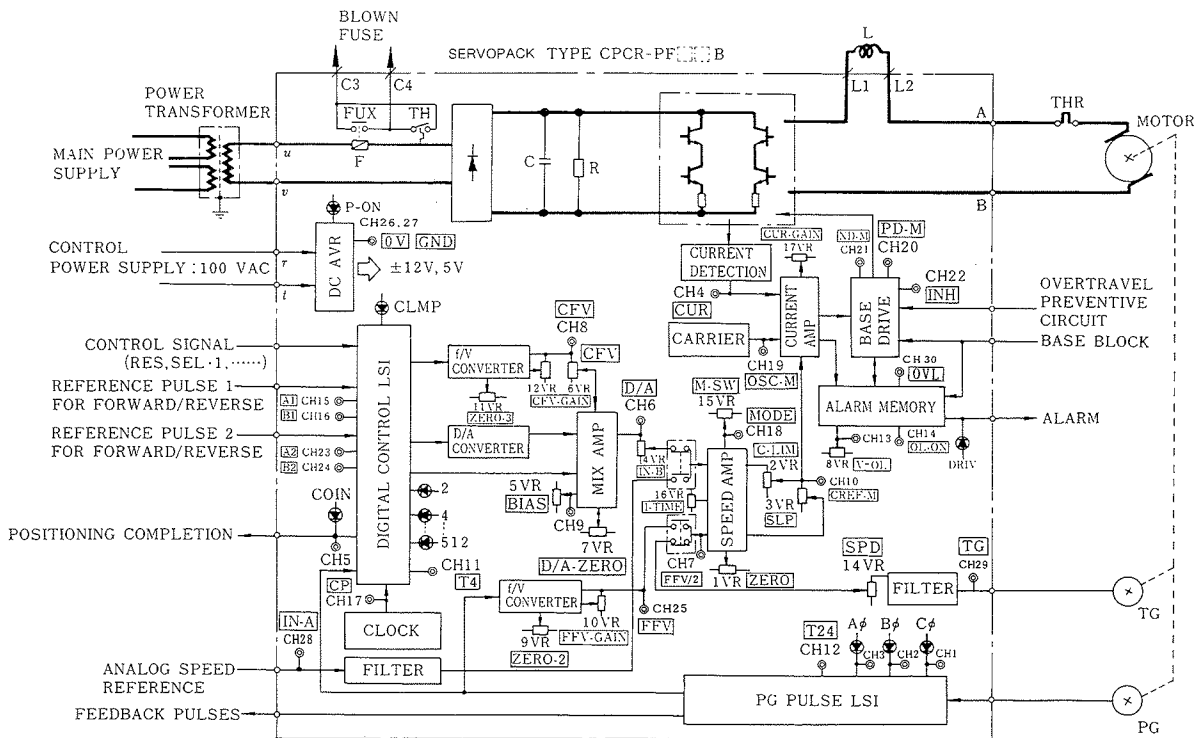 BLOWN
FUSE
SERVOPACK TYPE CPCR-PF B
L
C3
C4
L1
L2
POWER
TRANSFORMER
FUX
TH
A
THR
MOTOR
MAIN POWER
SUPPLY
u
F
C
R
v
B
P-ON
CH26,27
0V GND
CONTROL
POWER SUPPLY:100 VAC
r
t
DC AVR
±12V, 5V
CURRENT
DETECTION
CUR-GAIN
17VR
ND-M
CH21
PD-M
CH20
CH22
INH
CH4
CUR
CARRIER
CH19
OSC-M
CURRENT
AMP
BASE
DRIVE
OVERTRAVEL
PREVENTIVE
CIRCUIT
BASE BLOCK
CLMP
CONTROL SIGNAL
(RES,SEL·1,······)
REFERENCE PULSE 1
FOR FORWARD/REVERSE
A1 CH15
B1 CH16
REFERENCE PULSE 2
FOR FORWARD/REVERSE
A2 CH23
B2 CH24
DIGITAL CONTROL LSI
f/V
CONVERTER
CFV
CH8
CFV
12VR
6VR
CFV-GAIN
11VR
ZERO-3
D/A
CONVERTER
MIX AMP
D/A
CH6
14VR
IN-B
5VR
BIAS
CH9
7VR
D/A-ZERO
M-SW
15VR
MODE
CH18
C-LIM
2VR
SPEED AMP
16VR
I-TIME
3VR
SLP
CH10
CREF-M
CH7
FFV/2
1VR
ZERO
CH30
OVL
ALARM MEMORY
ALARM
CH13
CH14
OL-ON
8VR
V-OL
DRIV
COIN
2
4
512
POSITIONING COMPLETION
CH5
CP
CH17
CH11
T4
CLOCK
f/V
CONVERTER
10VR
FFV-GAIN
9VR
ZERO-2
CH25
FFV
SPD
14VR
FILTER
TG
CH29
TG
IN-A
CH28
ANALOG SPEED
REFERENCE
FILTER
T24
CH12
Aφ
Bφ
Cφ
CH3
CH2
CH1
PG PULSE LSI
FEEDBACK PULSES
PG